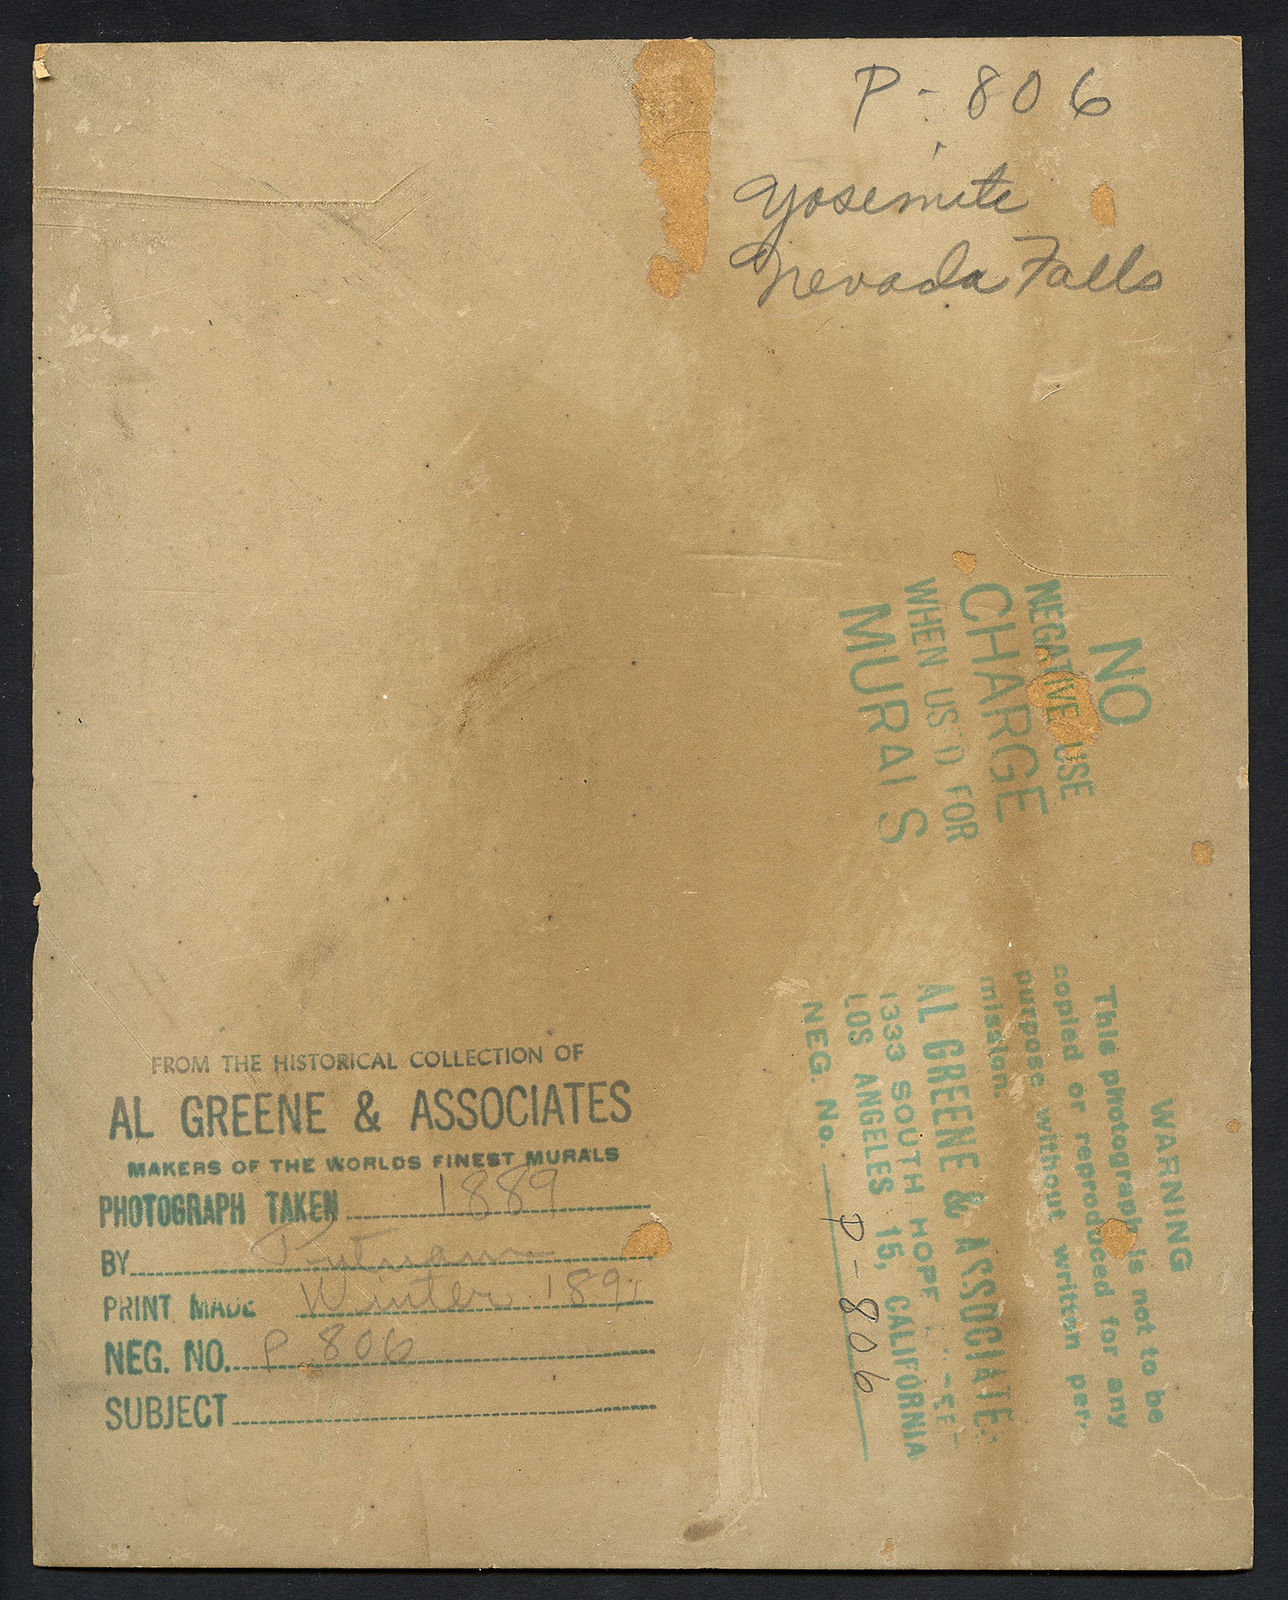 P - 806
Yosemite
Nevada Falls
NO
NEGATIVE USE
CHARGE
WHEN USED FOR
MURALS
WARNING
This photograph is not to be
copied or reproduced for any
purpose without written per-
mission.
AL GREENE & ASSOCIATES
1333 SOUTH HOPE
LOS ANGELES 15, CALIFORNIA
NEG. No. P-806
FROM THE HISTORICAL COLLECTION OF
AL GREENE & ASSOCIATES
MAKERS OF THE WORLDS FINEST MURALS
PHOTOGRAPH TAKEN 1889
BY Putnam
PRINT MADE Winter
NEG. NO. P 806
SUBJECT